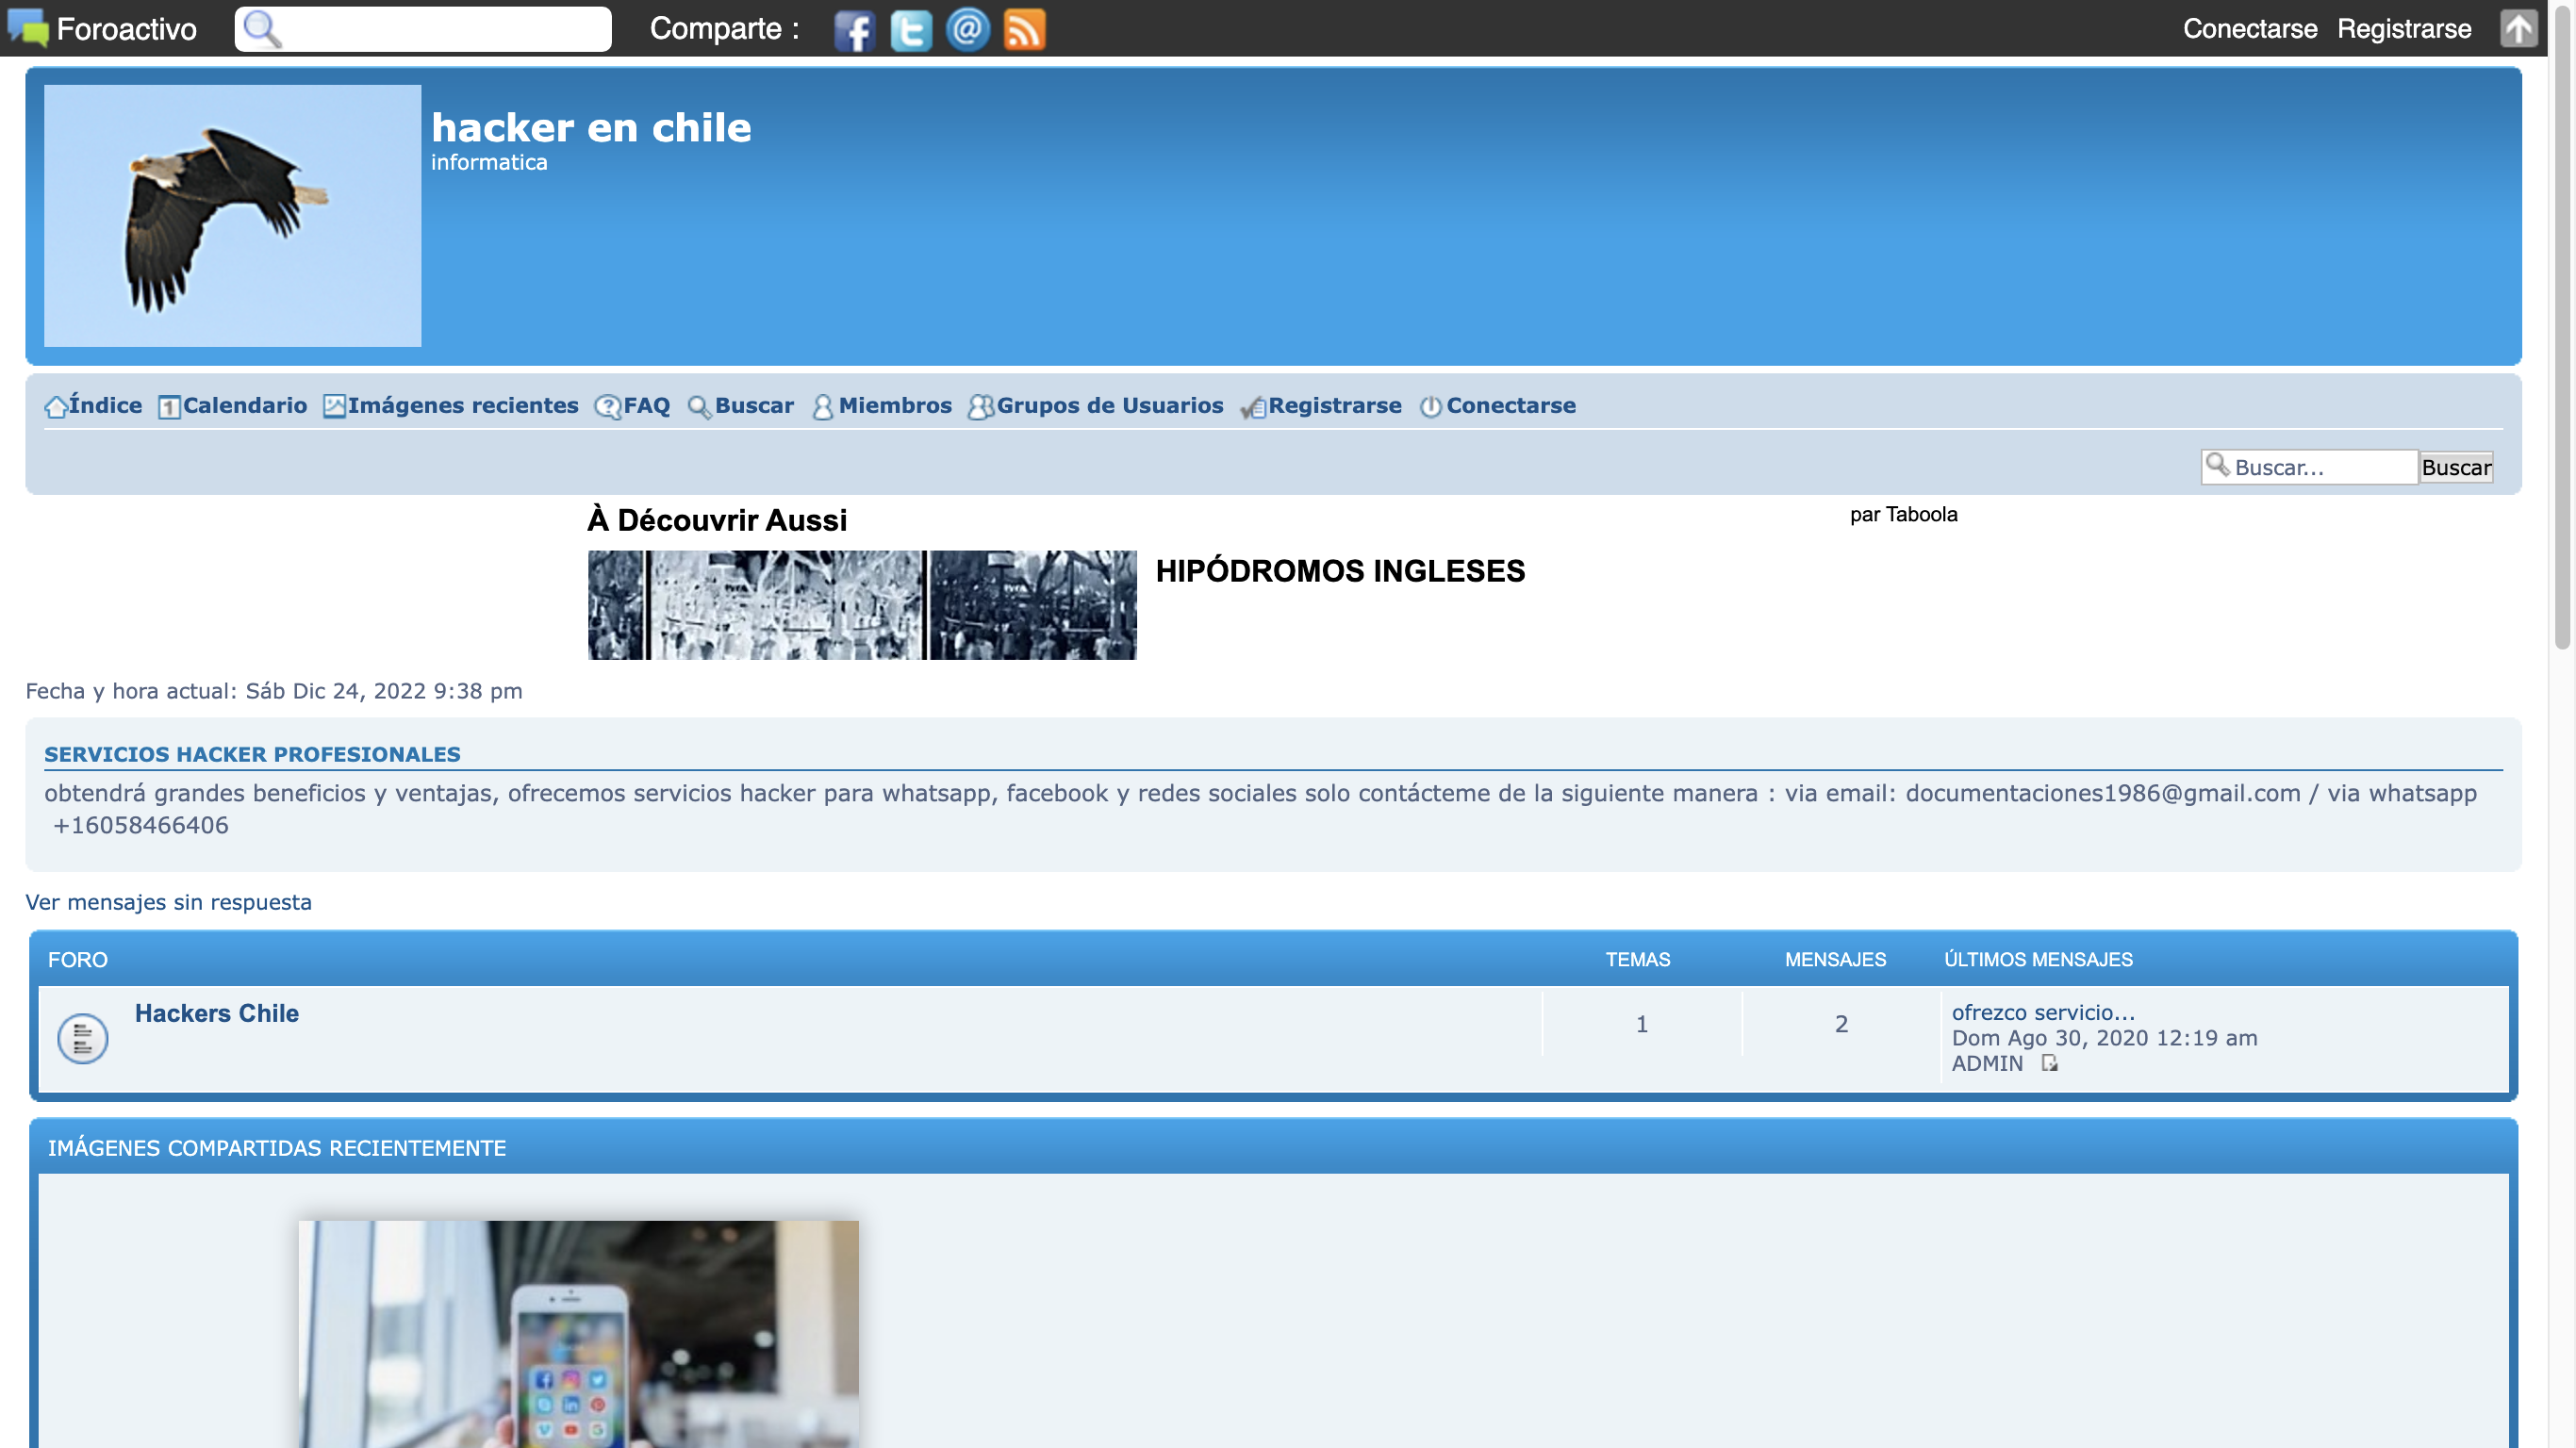 Foroactivo
Comparte :
Conectarse Registrarse
hacker en chile
informatica
Índice Calendario Imágenes recientes FAQ Buscar Miembros Grupos de Usuarios Registrarse Conectarse
Buscar... Buscar
À Découvrir Aussi
par Taboola
HIPÓDROMOS INGLESES
Fecha y hora actual: Sáb Dic 24, 2022 9:38 pm
SERVICIOS HACKER PROFESIONALES
obtendrá grandes beneficios y ventajas, ofrecemos servicios hacker para whatsapp, facebook y redes sociales solo contácteme de la siguiente manera : via email: documentaciones1986@gmail.com / via whatsapp
+16058466406
Ver mensajes sin respuesta
FORO TEMAS MENSAJES ÚLTIMOS MENSAJES
Hackers Chile
1
2
ofrezco servicio...
Dom Ago 30, 2020 12:19 am
ADMIN
IMÁGENES COMPARTIDAS RECIENTEMENTE